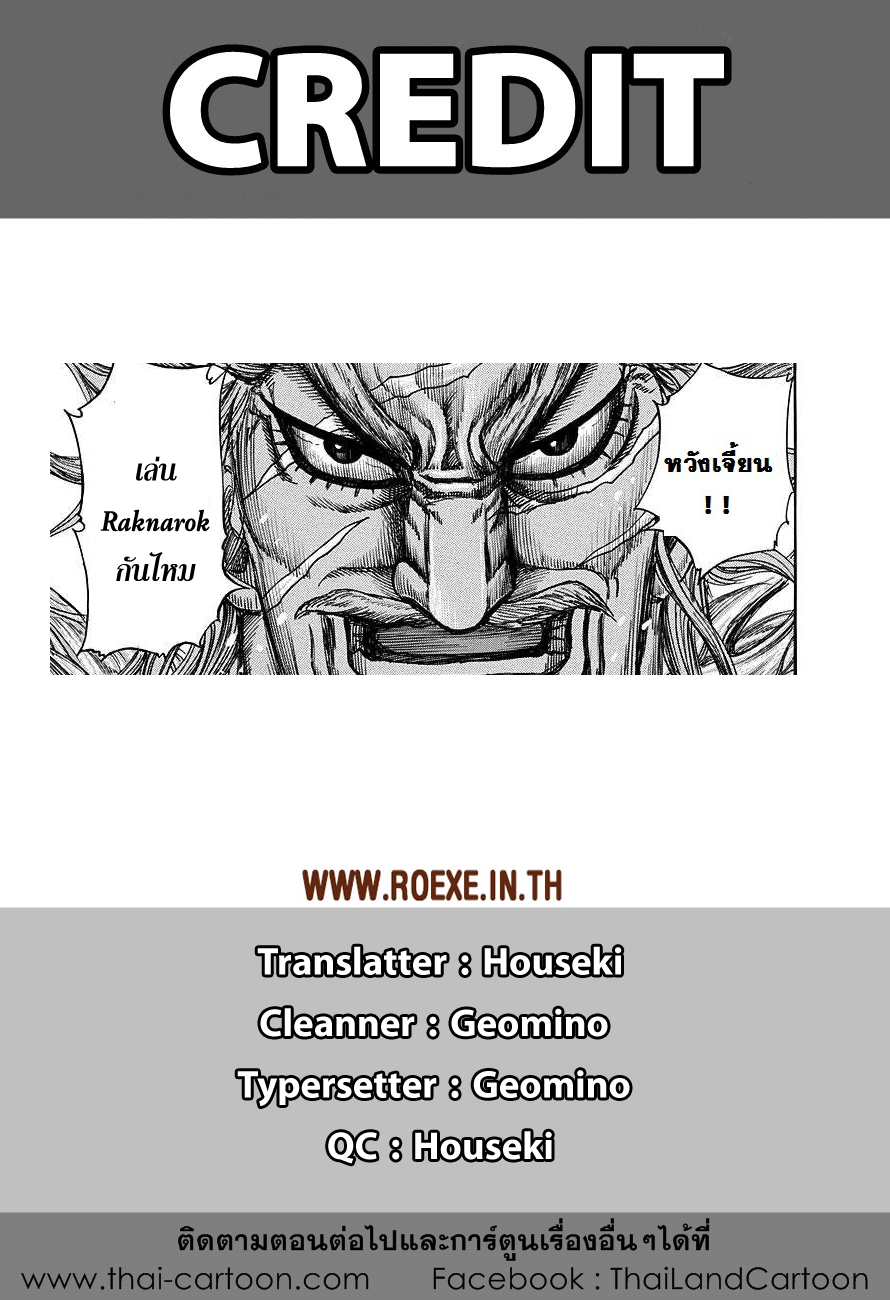 CREDIT
หวังเจี้ยน
!!
เล่น
Raknarok
กันไหม
WWW.ROEXE.IN.TH
Translatter : Houseki
Cleanner : Geomino
Typersetter : Geomino
QC : Houseki
ติดตามตอนต่อไปและการ์ตูนเรื่องอื่นๆได้ที่
www.thai-cartoon.com Facebook : ThaiLandCartoon